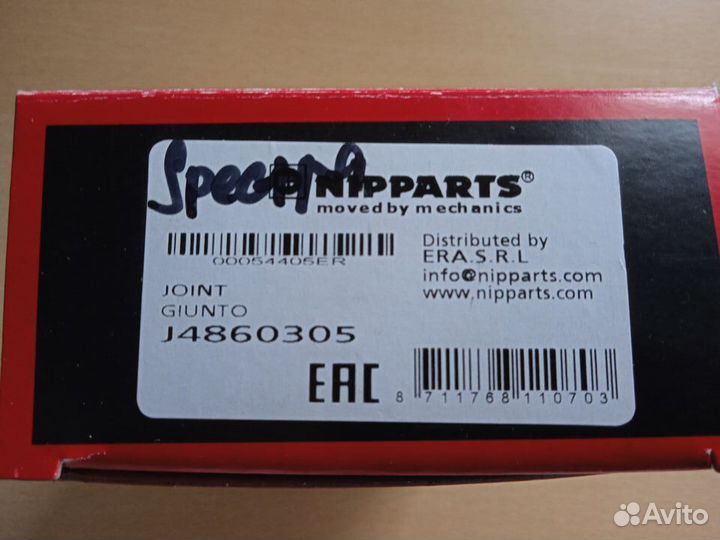 Spectra
NIPPARTS®
moved by mechanics
00054405ER
Distributed by
ERA.S.R.L
info@nipparts.com
www.nipparts.com
JOINT
GIUNTO
J4860305
EAC
8 711768 110703
Avito